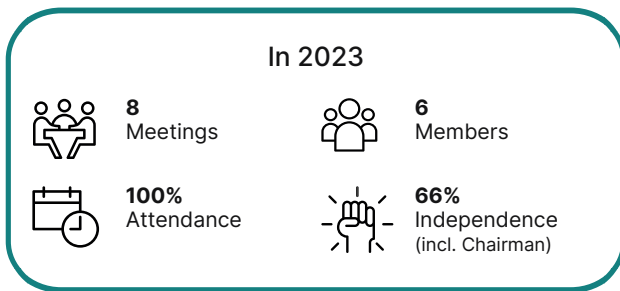 In 2023
8
Meetings
6
Members
100%
Attendance
66%
Independence
(incl. Chairman)